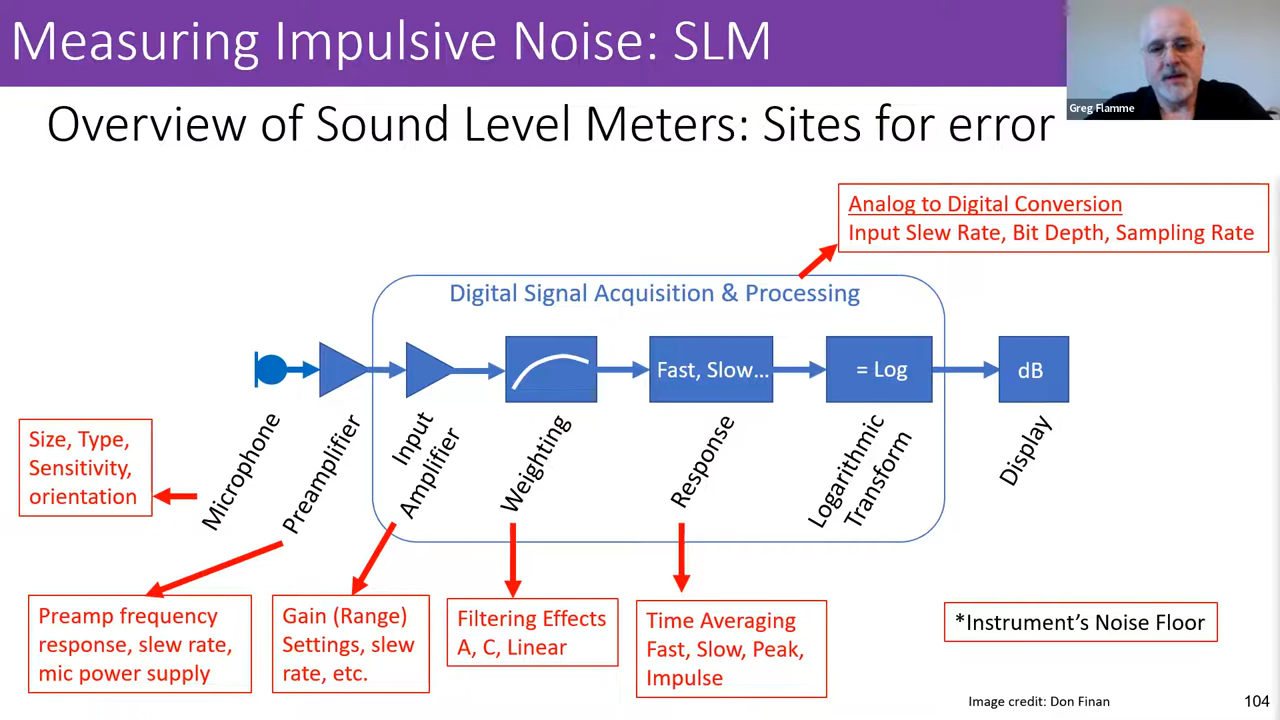 Measuring Impulsive Noise: SLM
Greg Flamme
Overview of Sound Level Meters: Sites for error
Analog to Digital Conversion
Input Slew Rate, Bit Depth, Sampling Rate
Digital Signal Acquisition & Processing
Fast, Slow...
= Log
dB
Microphone
Preamplifier
Input
Amplifier
Weighting
Response
Logarithmic
Transform
Display
Size, Type,
Sensitivity,
orientation
Preamp frequency
response, slew rate,
mic power supply
Gain (Range)
Settings, slew
rate, etc.
Filtering Effects
A, C, Linear
Time Averaging
Fast, Slow, Peak,
Impulse
*Instrument's Noise Floor
Image credit: Don Finan
104